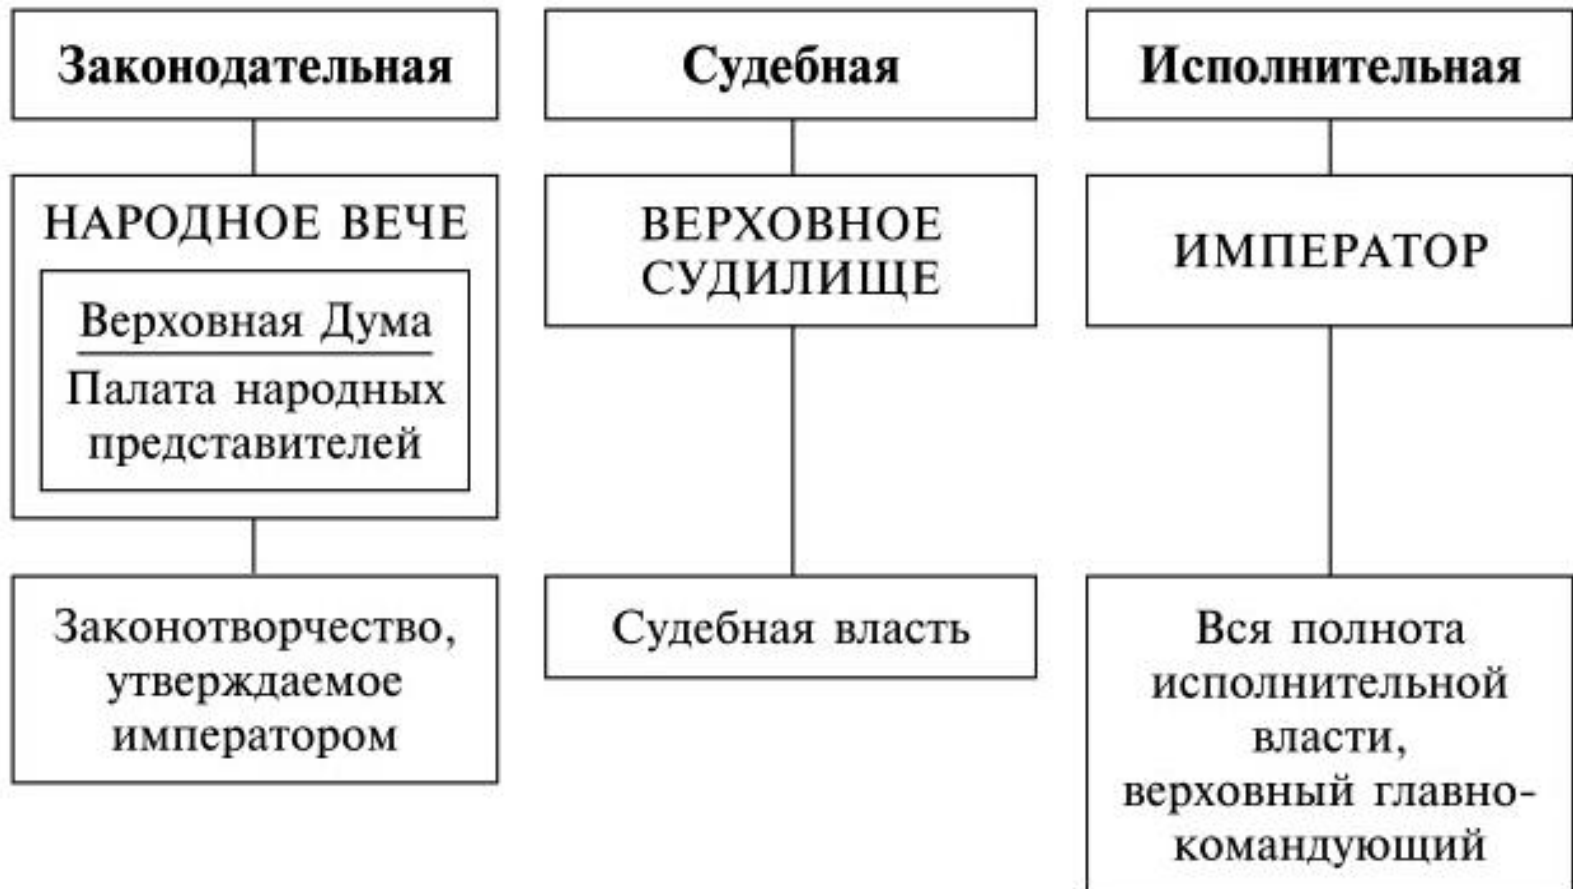 Законодательная
Судебная
Исполнительная
НАРОДНОЕ ВЕЧЕ
Верховная Дума
Палата народных
представителей
ВЕРХОВНОЕ
СУДИЛИЩЕ
ИМПЕРАТОР
Законотворчество,
утверждаемое
императором
Судебная власть
Вся полнота
исполнительной
власти,
верховный главно-
командующий